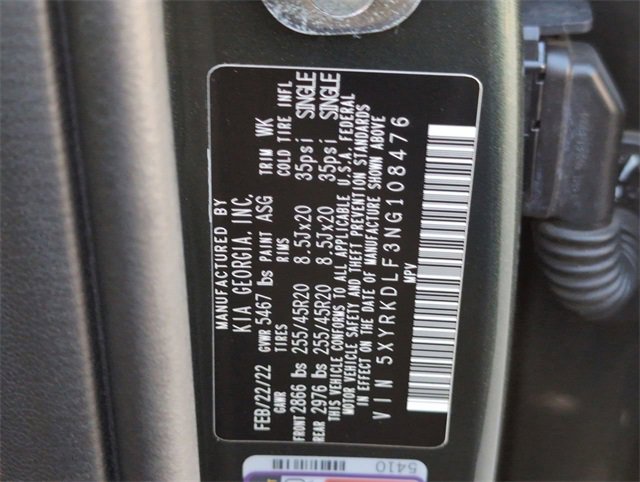 MANUFACTURED BY
KIA GEORGIA, INC.
FEB/22/22 GVWR 5467 lbs PAINT ASG TRIM WK
GAWR TIRES RIMS COLD TIRE INFL
FRONT 2866 lbs 255/45R20 8.5Jx20 35psi SINGLE
REAR 2976 lbs 255/45R20 8.5Jx20 35psi SINGLE
THIS VEHICLE CONFORMS TO ALL APPLICABLE U.S.A. FEDERAL
MOTOR VEHICLE SAFETY AND THEFT PREVENTION STANDARDS
IN EFFECT ON THE DATE OF MANUFACTURE SHOWN ABOVE
VIN 5XYRKDLF3NG108476
MPV
5410